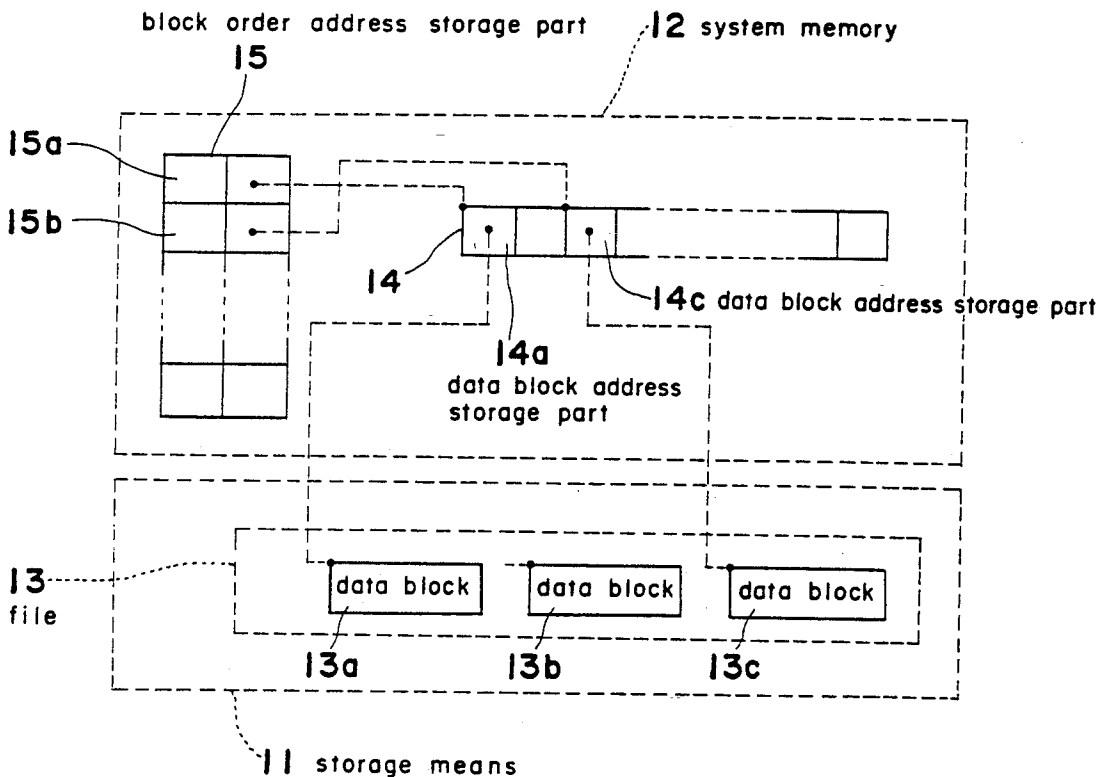 block order address storage part
15
12 system memory
15a
15b
14
14c data block address storage part
14a
data block address
storage part
13
file
data block
data block
data block
13a
13b
13c
11 storage means